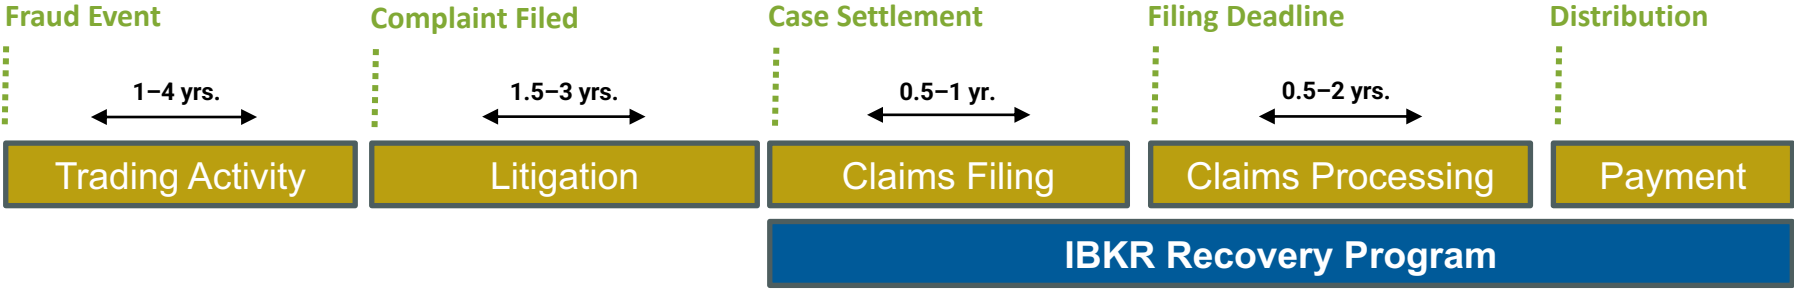 Fraud Event
Complaint Filed
Case Settlement
Filing Deadline
Distribution
1–4 yrs.
1.5–3 yrs.
0.5–1 yr.
0.5–2 yrs.
Trading Activity
Litigation
Claims Filing
Claims Processing
Payment
IBKR Recovery Program